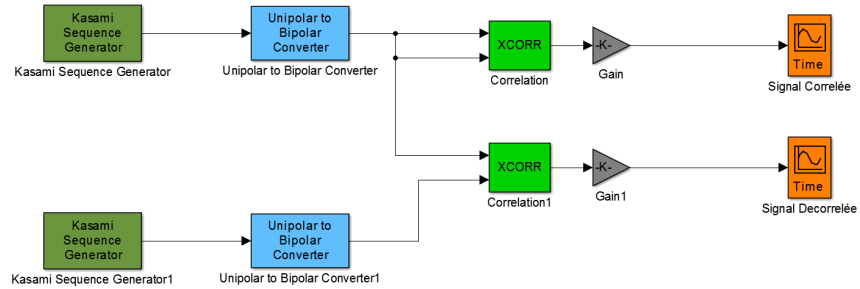 Kasami
Sequence
Generator
Kasami Sequence Generator
Unipolar to
Bipolar
Converter
Unipolar to Bipolar Converter
XCORR
Correlation
-K-
Gain
Time
Signal Correlée
XCORR
Correlation1
-K-
Gain1
Time
Signal Decorrelée
Kasami
Sequence
Generator
Kasami Sequence Generator1
Unipolar to
Bipolar
Converter
Unipolar to Bipolar Converter1